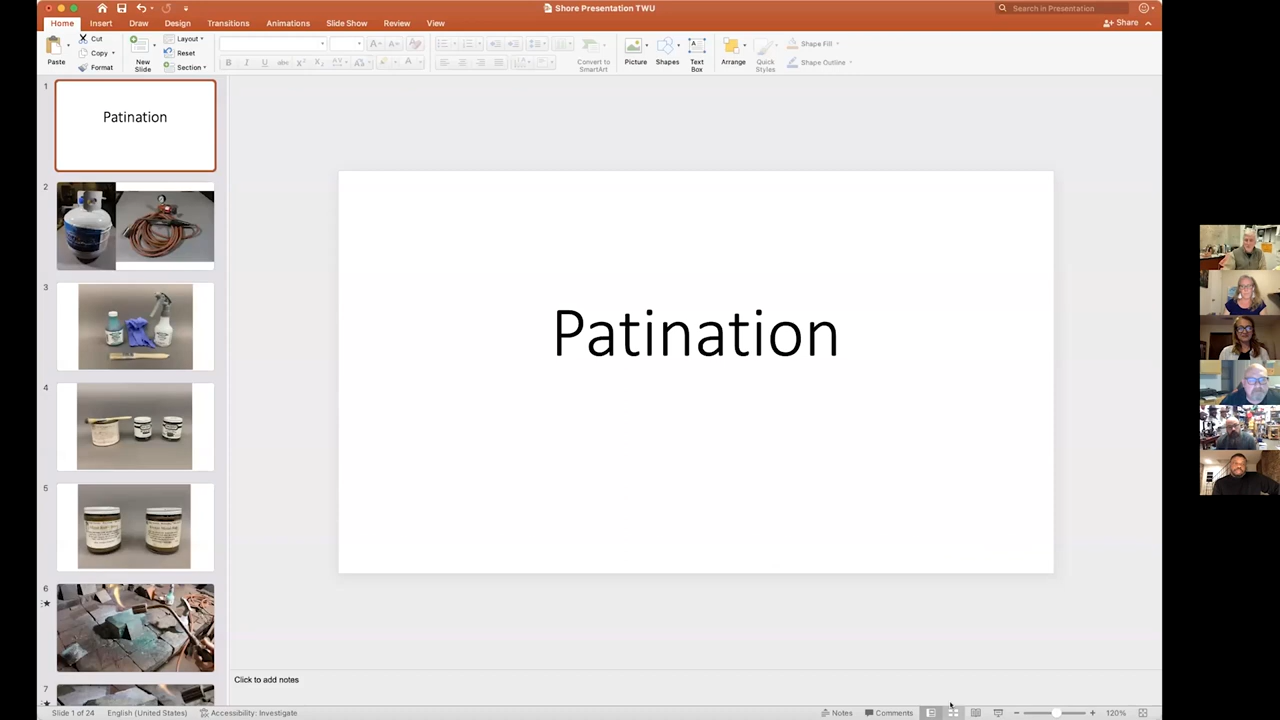 Shore Presentation TWU
Search in Presentation
Home Insert Draw Design Transitions Animations Slide Show Review View
Share
Paste
Cut
Copy
Format
New
Slide
Layout
Reset
Section
Convert to
SmartArt
Picture
Shapes
Text
Box
Arrange
Quick
Styles
Shape Fill
Shape Outline
1
Patination
2
3
4
5
6
7
Patination
Click to add notes
Slide 1 of 24 English (United States) Accessibility: Investigate
Notes Comments 120%